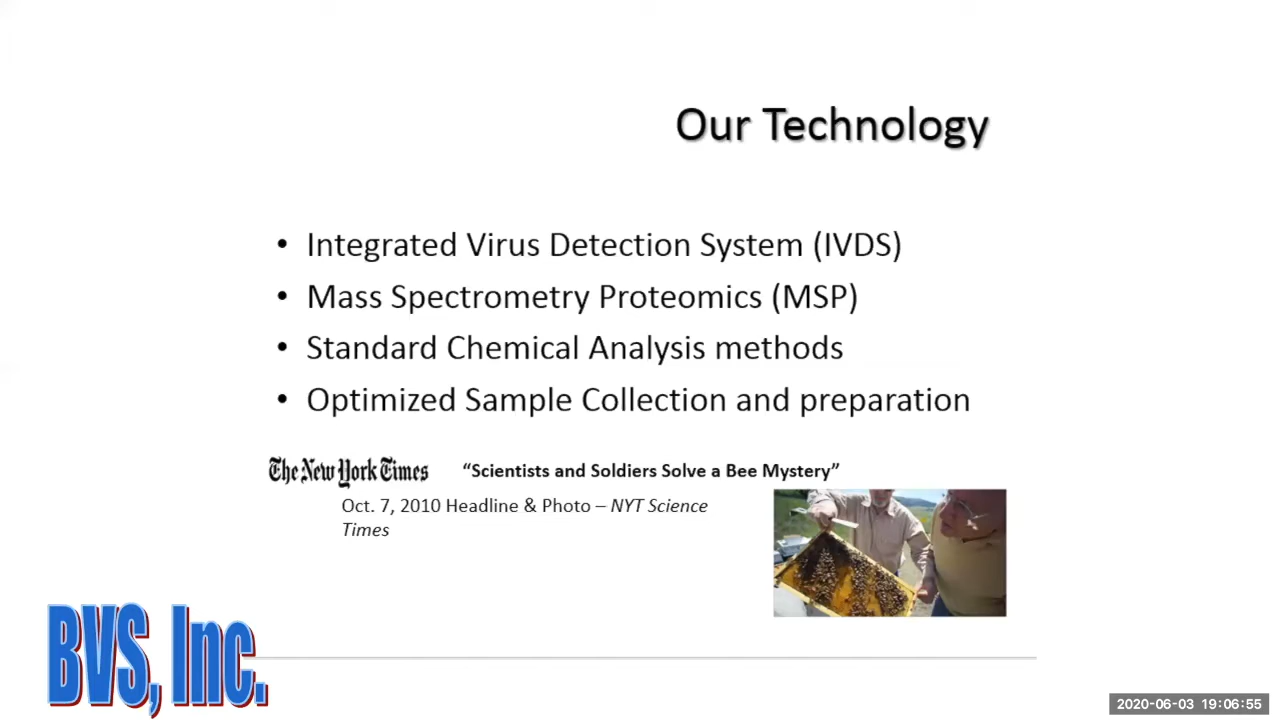 Our Technology
• Integrated Virus Detection System (IVDS)
• Mass Spectrometry Proteomics (MSP)
• Standard Chemical Analysis methods
• Optimized Sample Collection and preparation
The New York Times “Scientists and Soldiers Solve a Bee Mystery”
Oct. 7, 2010 Headline & Photo – NYT Science
Times
BVS, Inc.
2020-06-03 19:06:55